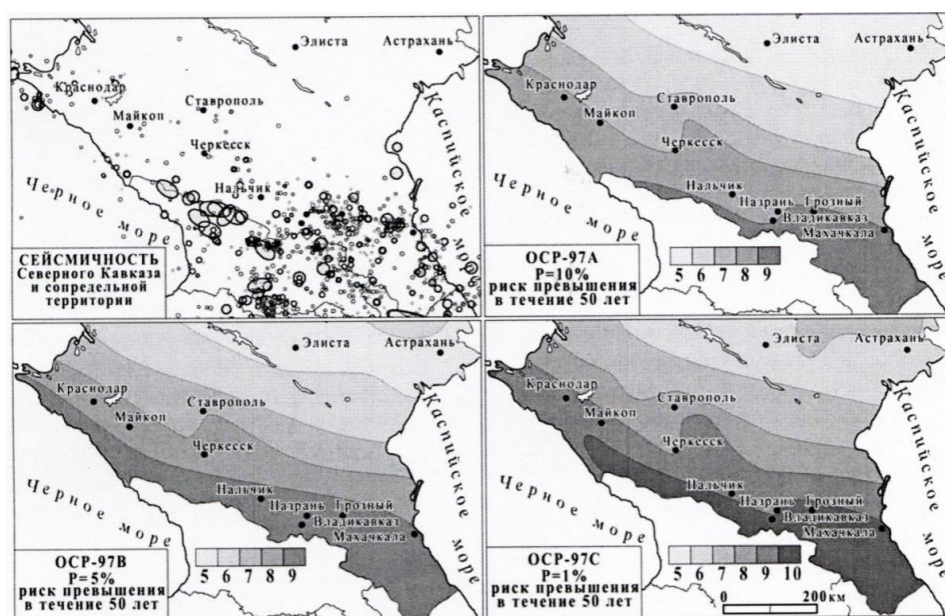 Элиста
Астрахань
Краснодар
Ставрополь
Майкоп
Черкесск
Нальчик
Черное море
Каспийское море
СЕЙСМИЧНОСТЬ
Северного Кавказа
и сопредельной
территории
Элиста
Астрахань
Краснодар
Ставрополь
Майкоп
Черкесск
Нальчик
Назрань
Грозный
Владикавказ
Махачкала
Черное море
Каспийское море
5 6 7 8 9
ОСР-97А
Р=10%
риск превышения
в течение 50 лет
Элиста
Астрахань
Краснодар
Ставрополь
Майкоп
Черкесск
Нальчик
Назрань
Грозный
Владикавказ
Махачкала
Черное море
Каспийское море
5 6 7 8 9
ОСР-97В
Р=5%
риск превышения
в течение 50 лет
Элиста
Астрахань
Краснодар
Ставрополь
Майкоп
Черкесск
Нальчик
Назрань
Грозный
Владикавказ
Махачкала
Черное море
Каспийское море
5 6 7 8 9 10
0 200км
ОСР-97С
Р=1%
риск превышения
в течение 50 лет